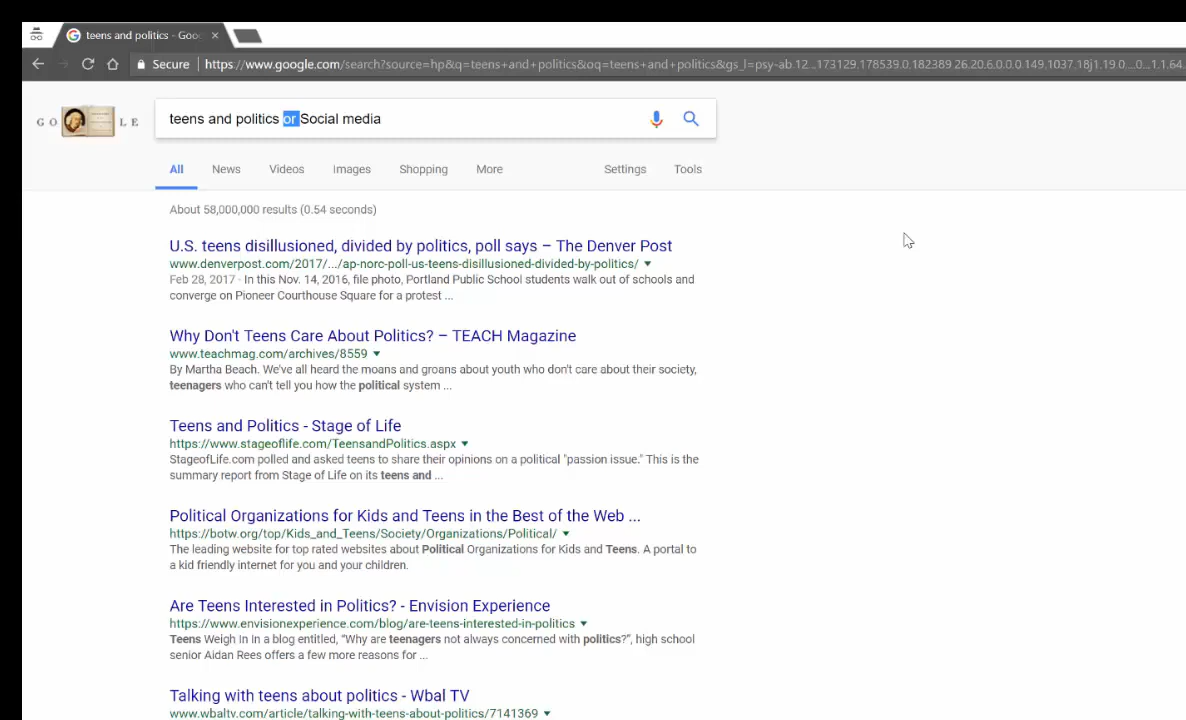 teens and politics - Goo
Secure https://www.google.com/search?source=hp&q=teens+and+politics&oq=teens+and+politics&gs_l=psy-ab.12...173129.178539.0.182389.26.20.6.0.0.0.149.1037.18j1.19.0....0...1.1.64.
G O L E
teens and politics or Social media
All News Videos Images Shopping More Settings Tools
About 58,000,000 results (0.54 seconds)
U.S. teens disillusioned, divided by politics, poll says – The Denver Post
www.denverpost.com/2017/.../ap-norc-poll-us-teens-disillusioned-divided-by-politics/
Feb 28, 2017 - In this Nov. 14, 2016, file photo, Portland Public School students walk out of schools and
converge on Pioneer Courthouse Square for a protest ...
Why Don't Teens Care About Politics? – TEACH Magazine
www.teachmag.com/archives/8559
By Martha Beach. We've all heard the moans and groans about youth who don't care about their society,
teenagers who can't tell you how the political system ...
Teens and Politics - Stage of Life
https://www.stageoflife.com/TeensandPolitics.aspx
StageofLife.com polled and asked teens to share their opinions on a political "passion issue." This is the
summary report from Stage of Life on its teens and ...
Political Organizations for Kids and Teens in the Best of the Web ...
https://botw.org/top/Kids_and_Teens/Society/Organizations/Political/
The leading website for top rated websites about Political Organizations for Kids and Teens. A portal to
a kid friendly internet for you and your children.
Are Teens Interested in Politics? - Envision Experience
https://www.envisionexperience.com/blog/are-teens-interested-in-politics
Teens Weigh In In a blog entitled, “Why are teenagers not always concerned with politics?”, high school
senior Aidan Rees offers a few more reasons for ...
Talking with teens about politics - Wbal TV
www.wbaltv.com/article/talking-with-teens-about-politics/7141369